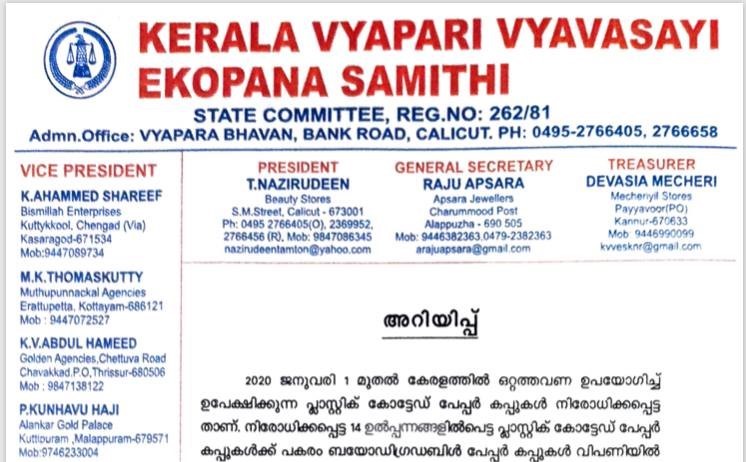 KERALA VYAPARI VYAVASAYI
EKOPANA SAMITHI
STATE COMMITTEE, REG.NO: 262/81
Admn.Office: VYAPARA BHAVAN, BANK ROAD, CALICUT. PH: 0495-2766405, 2766658
VICE PRESIDENT
K.AHAMMED SHAREEF
Bismillah Enterprises
Kuttykkool, Chengad (Via)
Kasaragod-671534
Mob:9447089734
M.K.THOMASKUTTY
Muthupunnackal Agencies
Erattupetta, Kottayam-686121
Mob : 9447072527
K.V.ABDUL HAMEED
Golden Agencies,Chettuva Road
Chavakkad.P.O,Thrissur-680506
Mob : 9847138122
P.KUNHAVU HAJI
Alankar Gold Palace
Kuttipuram ,Malappuram-679571
Mob:9746233004
PRESIDENT
T.NAZIRUDEEN
Beauty Stores
S.M.Street, Calicut - 673001
Ph: 0495 2766405(O), 2369952,
2766456 (R), Mob: 9847086345
nazirudeentamton@yahoo.com
GENERAL SECRETARY
RAJU APSARA
Apsara Jewellers
Charummood Post
Alappuzha - 690 505
Mob: 9446382363,0479-2382363
arajuapsara@gmail.com
TREASURER
DEVASIA MECHERI
Mecheriyil Stores
Payyavoor(PO)
Kannur-670633
Mob 9446990099
kvvesknr@gmail.com
അറിയിപ്പ്
2020 ജനുവരി 1 മുതൽ കേരളത്തിൽ ഒറ്റത്തവണ ഉപയോഗിച്ച്
ഉപേക്ഷിക്കുന്ന പ്ലാസ്റ്റിക് കോട്ടഡ് പേപ്പർ കപ്പുകൾ നിരോധിക്കപ്പെട്ട
താണ്. നിരോധിക്കപ്പെട്ട 14 ഉൽപ്പന്നങ്ങളിൽപെട്ട പ്ലാസ്റ്റിക് കോട്ടഡ് പേപ്പർ
കപ്പുകൾക്ക് പകരം ബയോഡിഗ്രഡബിൾ പേപ്പർ കപ്പുകൾ വിപണിയിൽ